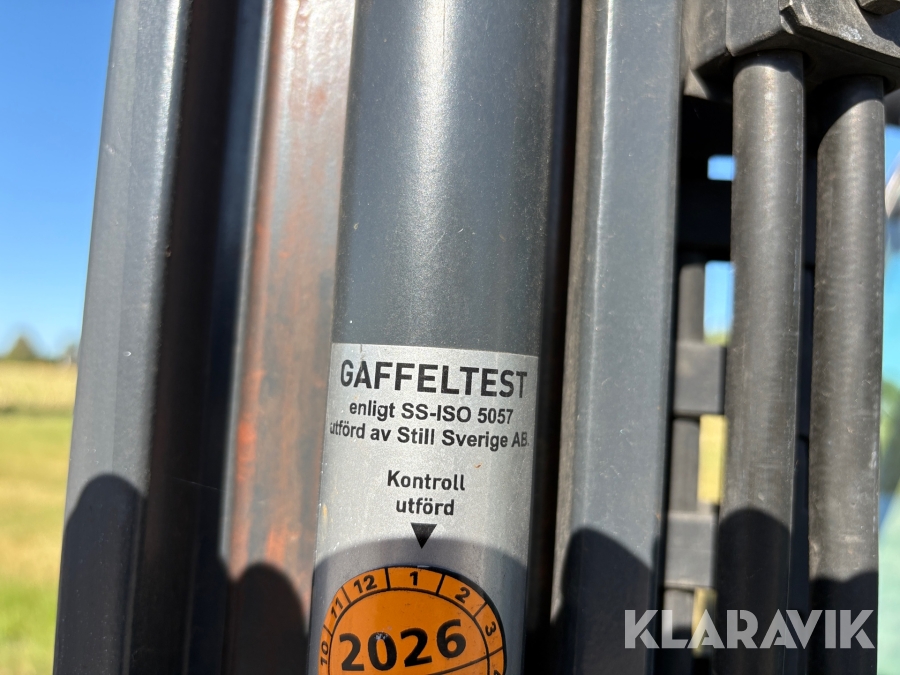 GAFFELTEST
enligt SS-ISO 5057
utförd av Still Sverige AB.
Kontroll
utförd
10 11 12 1 2 3
2026
KLARAVIK